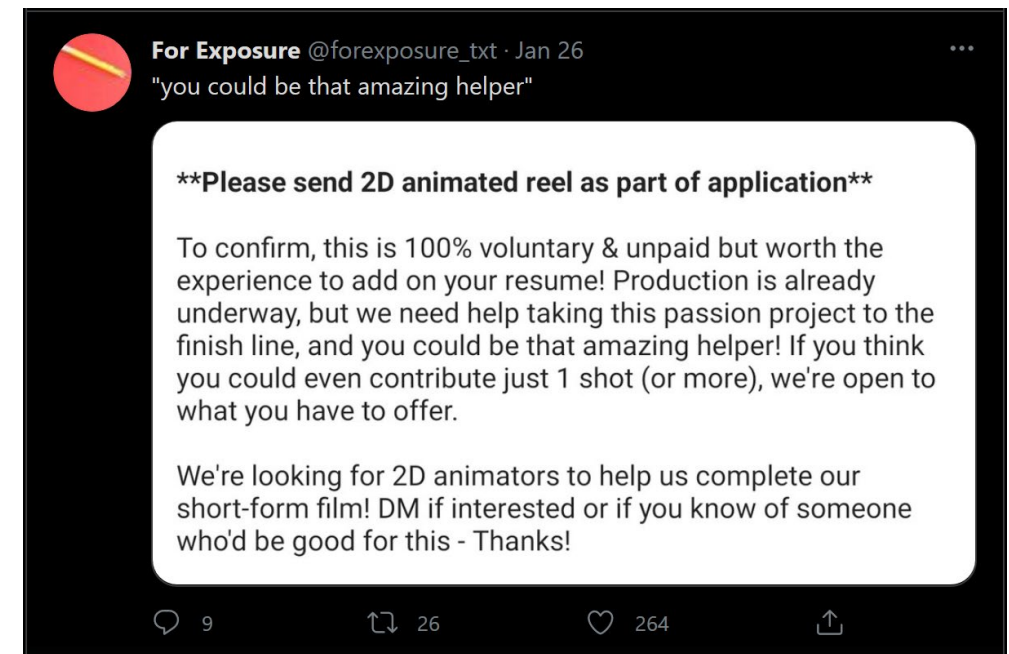 For Exposure @forexposure_txt · Jan 26
"you could be that amazing helper"
**Please send 2D animated reel as part of application**
To confirm, this is 100% voluntary & unpaid but worth the
experience to add on your resume! Production is already
underway, but we need help taking this passion project to the
finish line, and you could be that amazing helper! If you think
you could even contribute just 1 shot (or more), we're open to
what you have to offer.
We're looking for 2D animators to help us complete our
short-form film! DM if interested or if you know of someone
who'd be good for this - Thanks!
9 26 264